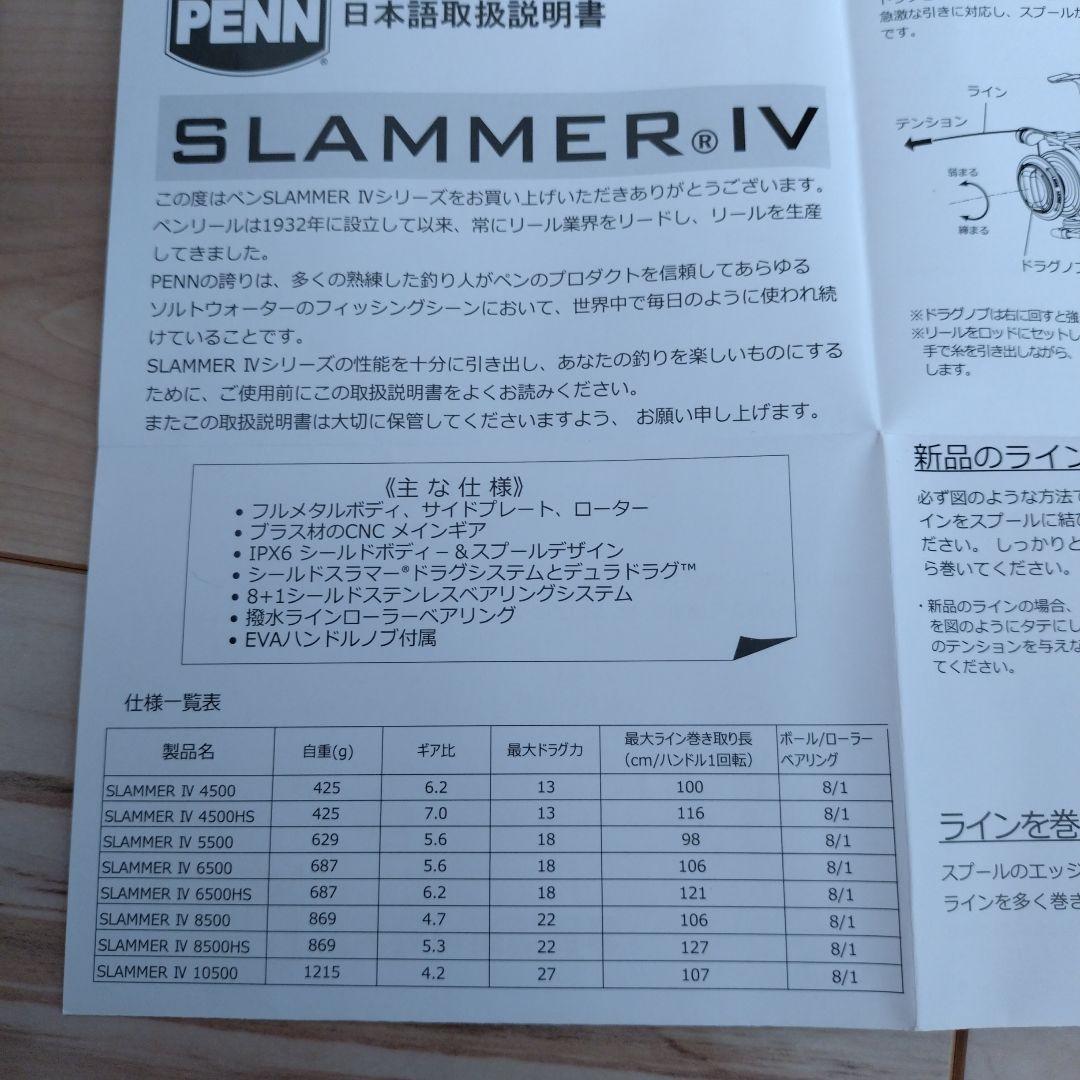 PENN®
日本語取扱説明書
SLAMMER®IV
この度はペンSLAMMER Ⅳシリーズをお買い上げいただきありがとうございます。
ペンリールは1932年に設立して以来、常にリール業界をリードし、リールを生産
してきました。
PENNの誇りは、多くの熟練した釣り人がペンのプロダクトを信頼してあらゆる
ソルトウォーターのフィッシングシーンにおいて、世界中で毎日のように使われ続
けていることです。
SLAMMER Ⅳシリーズの性能を十分に引き出し、あなたの釣りを楽しいものにする
ために、ご使用前にこの取扱説明書をよくお読みください。
またこの取扱説明書は大切に保管してくださいますよう、 お願い申し上げます。
《主 な 仕 様》
• フルメタルボディ、サイドプレート、ローター
• ブラス材のCNC メインギア
• IPX6 シールドボディ－＆スプールデザイン
• シールドスラマー®ドラグシステムとデュラドラグ™
• 8+1シールドステンレスベアリングシステム
• 撥水ラインローラーベアリング
• EVAハンドルノブ付属
仕様一覧表
製品名 自重(g) ギア比 最大ドラグ力 最大ライン巻き取り長 (cm/ハンドル1回転) ボール/ローラー ベアリング
SLAMMER Ⅳ 4500 425 6.2 13 100 8/1
SLAMMER Ⅳ 4500HS 425 7.0 13 116 8/1
SLAMMER Ⅳ 5500 629 5.6 18 98 8/1
SLAMMER Ⅳ 6500 687 5.6 18 106 8/1
SLAMMER Ⅳ 6500HS 687 6.2 18 121 8/1
SLAMMER Ⅳ 8500 869 4.7 22 106 8/1
SLAMMER Ⅳ 8500HS 869 5.3 22 127 8/1
SLAMMER Ⅳ 10500 1215 4.2 27 107 8/1
急激な引きに対応し、スプールが
です。
ライン
テンション
弱まる
締まる
ドラグノブ
※ドラグノブは右に回すと強
※リールをロッドにセットし
手で糸を引き出しながら、
します。
新品のライン
必ず図のような方法で
インをスプールに結び
ださい。 しっかりと
ら巻いてください。
・新品のラインの場合、
を図のようにタテにし
のテンションを与えな
てください。
ラインを巻き
スプールのエッジ
ラインを多く巻き